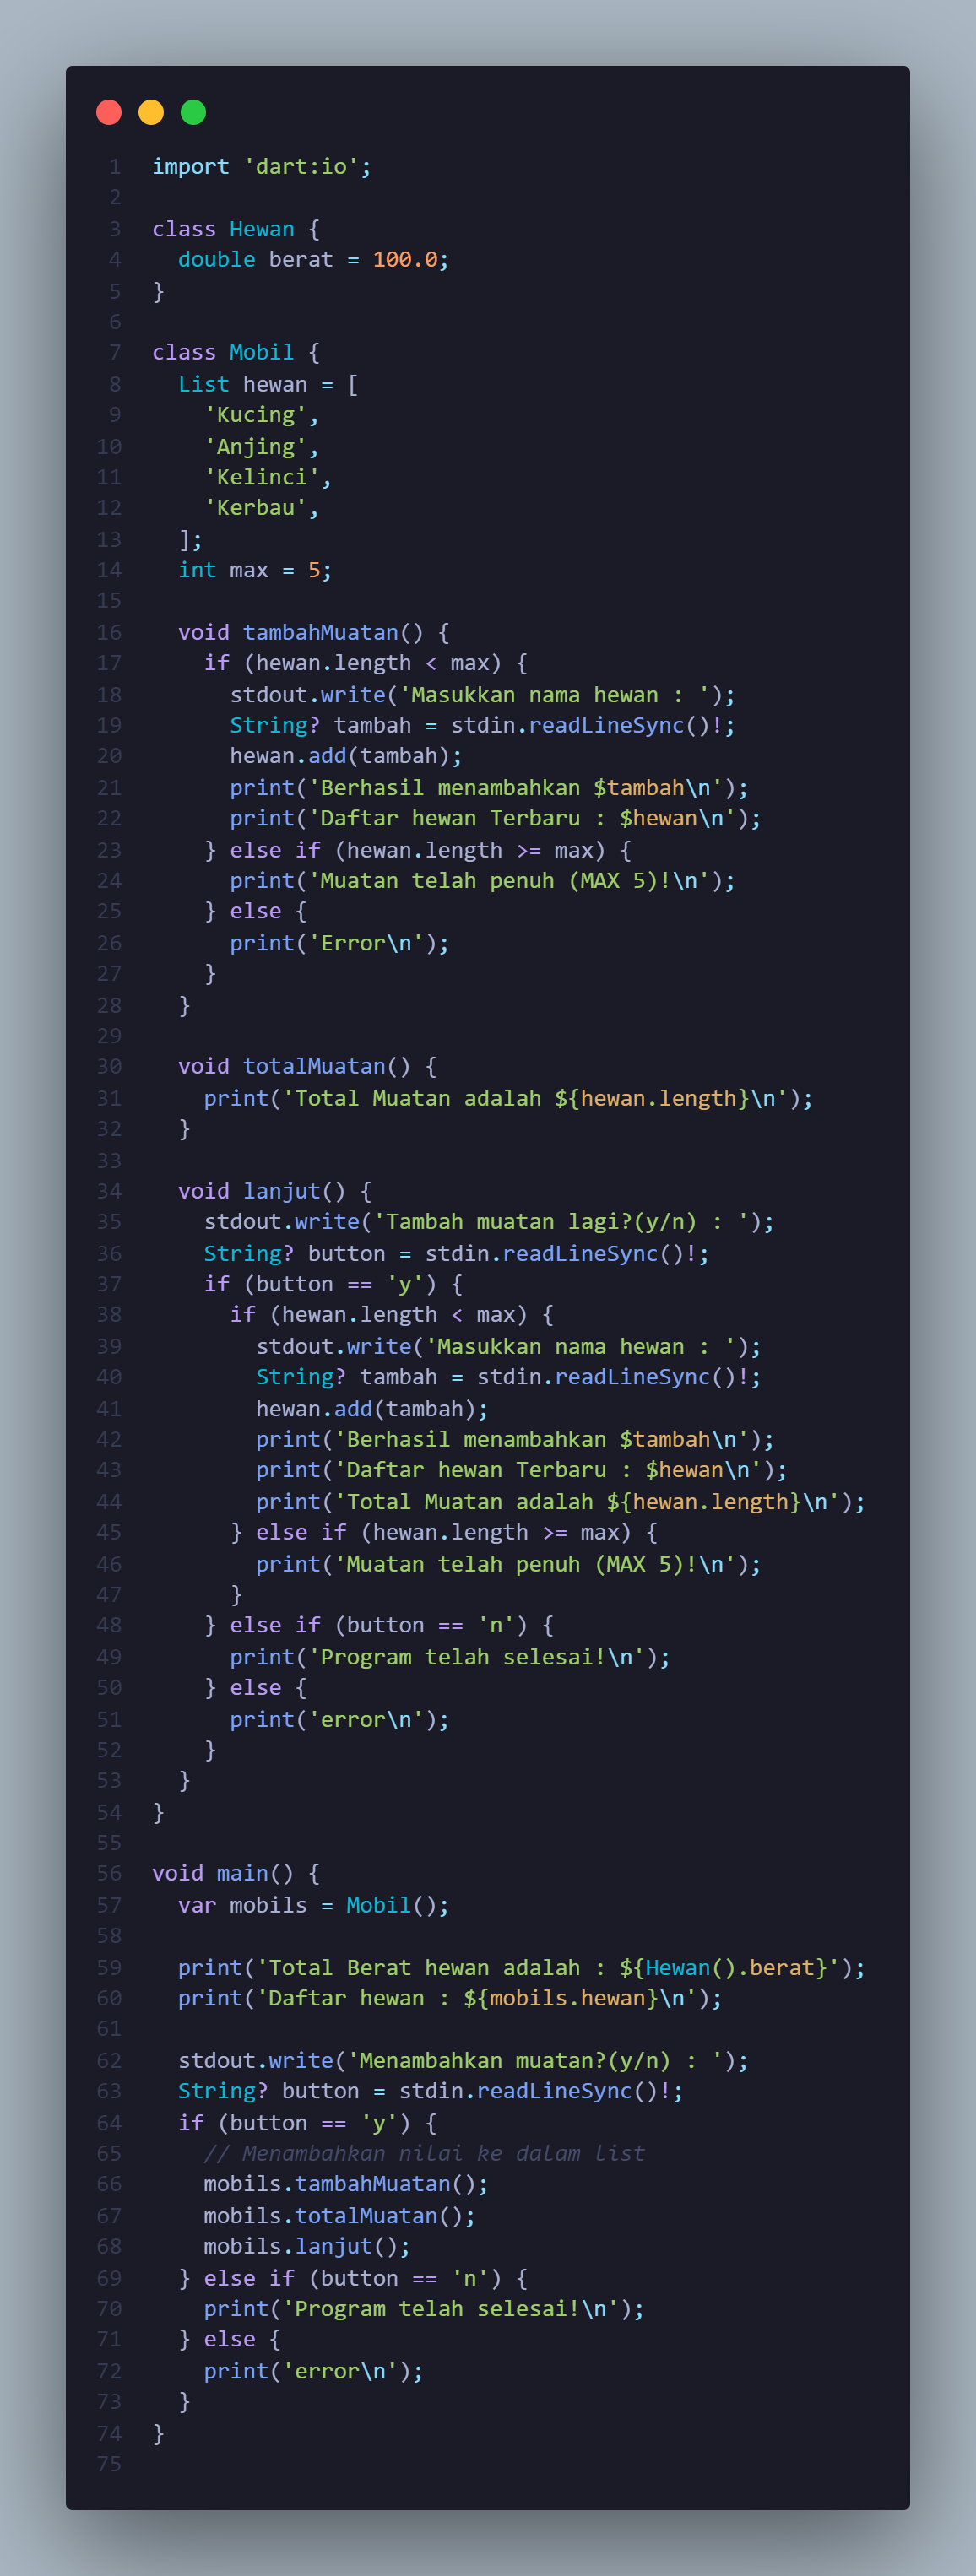 1 import 'dart:io';
2
3 class Hewan {
4   double berat = 100.0;
5 }
6
7 class Mobil {
8   List hewan = [
9     'Kucing',
10     'Anjing',
11     'Kelinci',
12     'Kerbau',
13   ];
14   int max = 5;
15
16   void tambahMuatan() {
17     if (hewan.length < max) {
18       stdout.write('Masukkan nama hewan : ');
19       String? tambah = stdin.readLineSync()!;
20       hewan.add(tambah);
21       print('Berhasil menambahkan $tambah\n');
22       print('Daftar hewan Terbaru : $hewan\n');
23     } else if (hewan.length >= max) {
24       print('Muatan telah penuh (MAX 5)!\n');
25     } else {
26       print('Error\n');
27     }
28   }
29
30   void totalMuatan() {
31     print('Total Muatan adalah ${hewan.length}\n');
32   }
33
34   void lanjut() {
35     stdout.write('Tambah muatan lagi?(y/n) : ');
36     String? button = stdin.readLineSync()!;
37     if (button == 'y') {
38       if (hewan.length < max) {
39         stdout.write('Masukkan nama hewan : ');
40         String? tambah = stdin.readLineSync()!;
41         hewan.add(tambah);
42         print('Berhasil menambahkan $tambah\n');
43         print('Daftar hewan Terbaru : $hewan\n');
44         print('Total Muatan adalah ${hewan.length}\n');
45       } else if (hewan.length >= max) {
46         print('Muatan telah penuh (MAX 5)!\n');
47       }
48     } else if (button == 'n') {
49       print('Program telah selesai!\n');
50     } else {
51       print('error\n');
52     }
53   }
54 }
55
56 void main() {
57   var mobils = Mobil();
58
59   print('Total Berat hewan adalah : ${Hewan().berat}');
60   print('Daftar hewan : ${mobils.hewan}\n');
61
62   stdout.write('Menambahkan muatan?(y/n) : ');
63   String? button = stdin.readLineSync()!;
64   if (button == 'y') {
65     // Menambahkan nilai ke dalam list
66     mobils.tambahMuatan();
67     mobils.totalMuatan();
68     mobils.lanjut();
69   } else if (button == 'n') {
70     print('Program telah selesai!\n');
71   } else {
72     print('error\n');
73   }
74 }
75